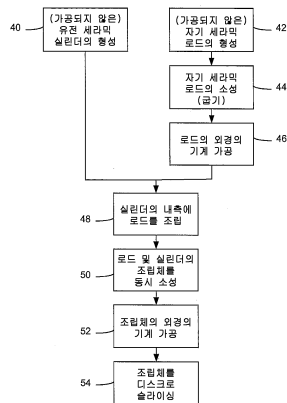 40
(가공되지 않은)
유전 세라믹
실린더의 형성
(가공되지 않은)
자기 세라믹
로드의 형성
42
자기 세라믹
로드의 소성
(굽기)
44
로드의 외경의
기계 가공
46
실린더의 내측에
로드를 조립
48
로드 및 실린더의
조립체를
동시 소성
50
조립체의 외경의
기계 가공
52
조립체를
디스크로
슬라이싱
54